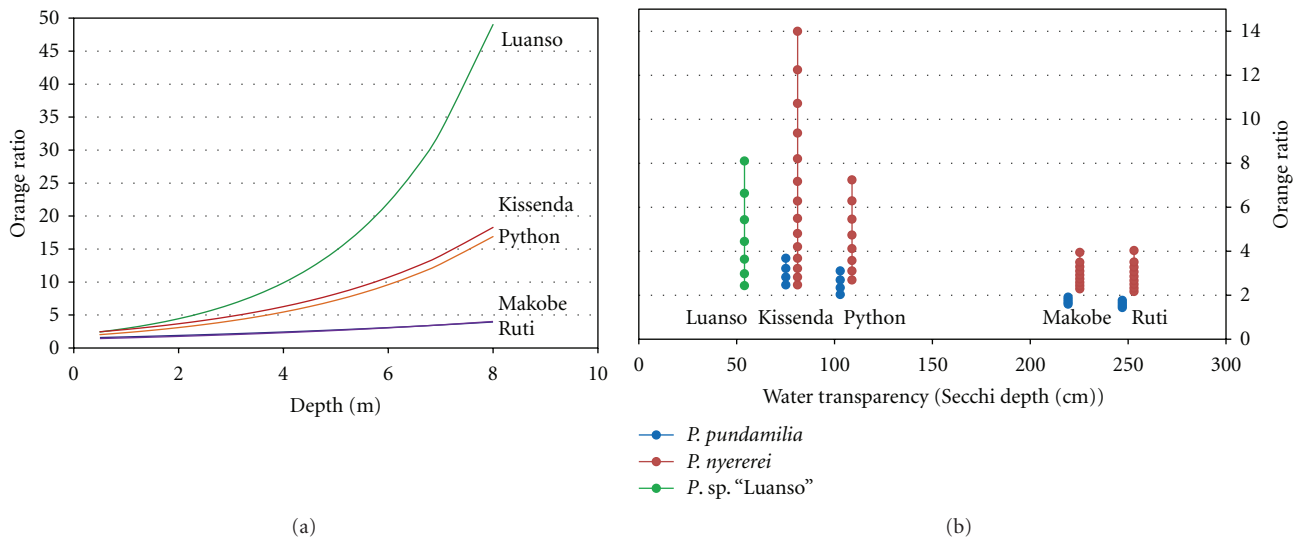 50
45
40
35
30
25
20
15
10
5
0
Orange ratio
Luanso
Kissenda
Python
Makobe
Ruti
0 2 4 6 8 10
Depth (m)
(a)
14
12
10
8
6
4
2
0
Orange ratio
Luanso Kissenda Python Makobe Ruti
0 50 100 150 200 250 300
Water transparency (Secchi depth (cm))
P. pundamilia
P. nyererei
P. sp. “Luanso”
(b)